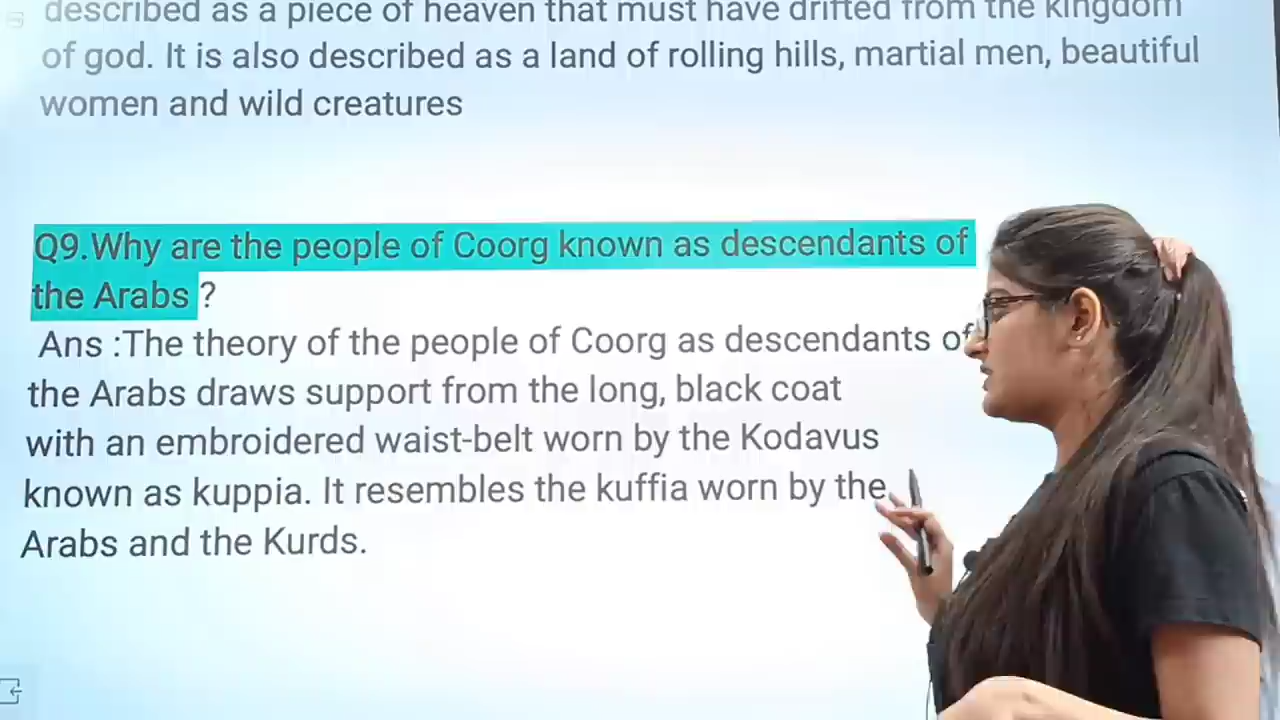 described as a piece of heaven that must have drifted from the kingdom
of god. It is also described as a land of rolling hills, martial men, beautiful
women and wild creatures
Q9.Why are the people of Coorg known as descendants of
the Arabs ?
Ans :The theory of the people of Coorg as descendants of
the Arabs draws support from the long, black coat
with an embroidered waist-belt worn by the Kodavus
known as kuppia. It resembles the kuffia worn by the
Arabs and the Kurds.